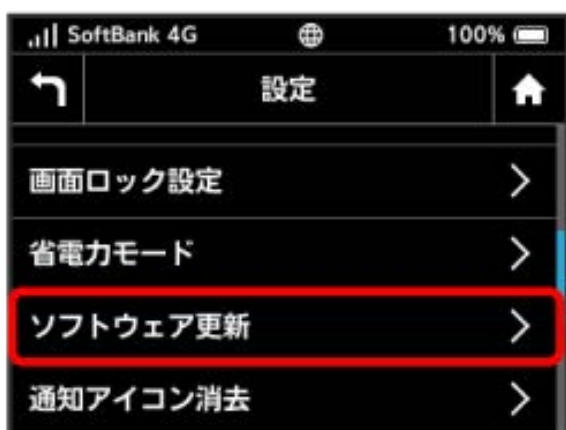 SoftBank 4G 100%
設定
画面ロック設定
省電力モード
ソフトウェア更新
通知アイコン消去